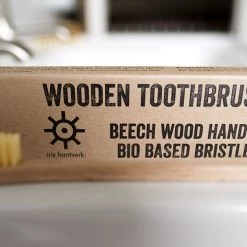 WOODEN TOOTHBRUS
iris hantverk.
BEECH WOOD HAND
BIO BASED BRISTLE